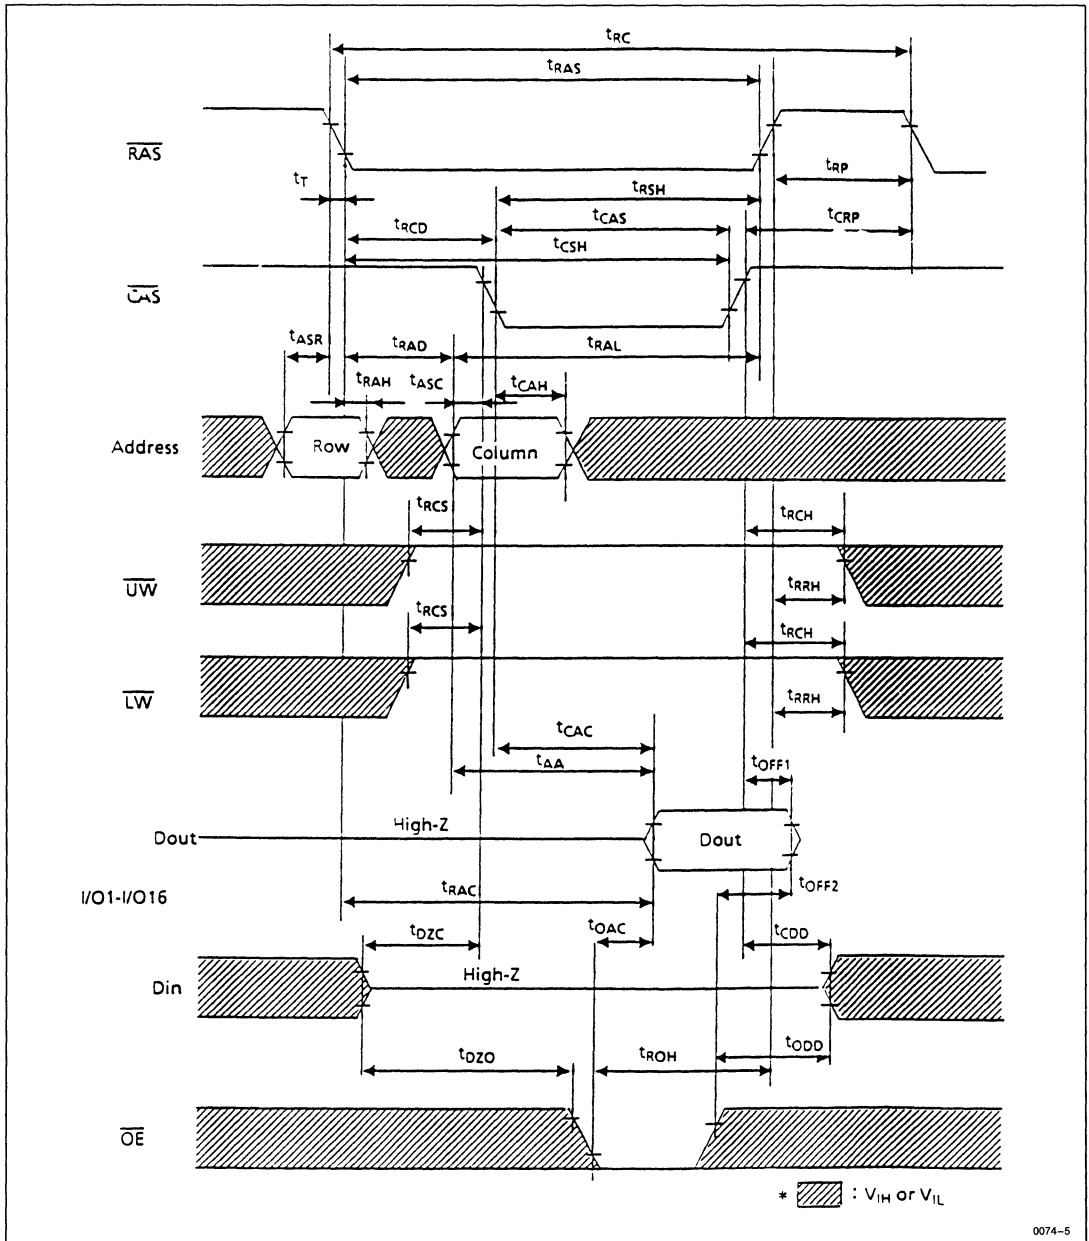 tRC
tRAS
RAS
tT
tRP
tRSH
tCAS
tCRP
tRCD
tCSH
CAS
tASR
tRAD
tRAL
tRAH
tASC
tCAH
Address
Row
Column
tRCS
tRCH
UW
tRRH
tRCS
tRCH
LW
tRRH
tCAC
tAA
tOFF1
Dout
High-Z
Dout
I/O1-I/O16
tRAC
tOFF2
tOAC
tDZC
tCDD
Din
High-Z
tDZO
tROH
tODD
OE
* : VIH or VIL
0074-5